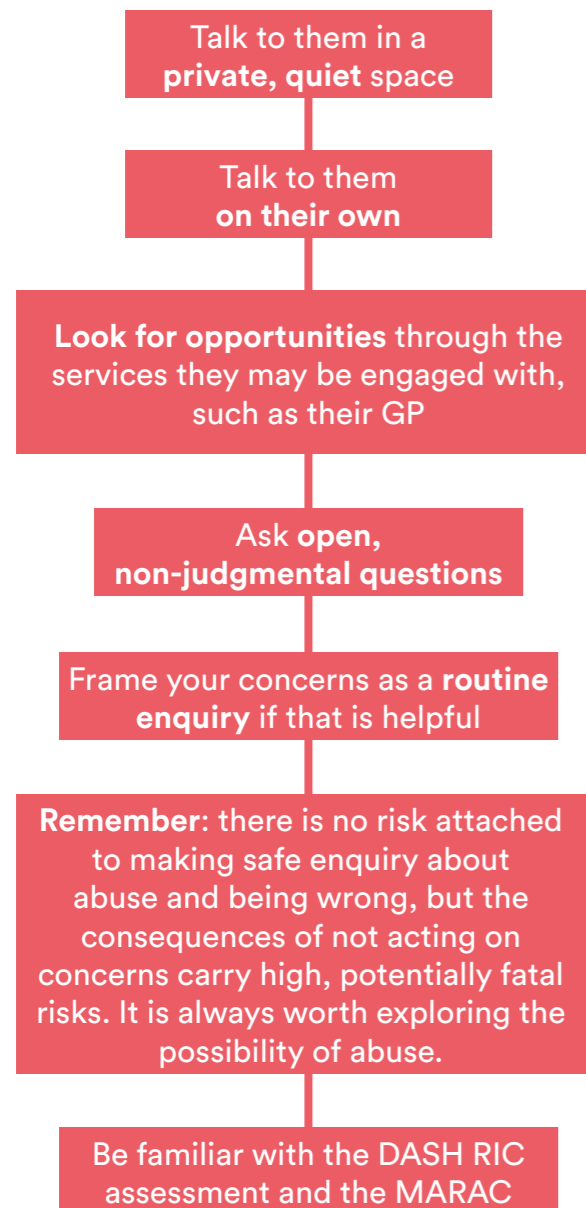 Talk to them in a
private, quiet space
Talk to them
on their own
Look for opportunities through the
services they may be engaged with,
such as their GP
Ask open,
non-judgmental questions
Frame your concerns as a routine
enquiry if that is helpful
Remember: there is no risk attached
to making safe enquiry about
abuse and being wrong, but the
consequences of not acting on
concerns carry high, potentially fatal
risks. It is always worth exploring the
possibility of abuse.
Be familiar with the DASH RIC
assessment and the MARAC